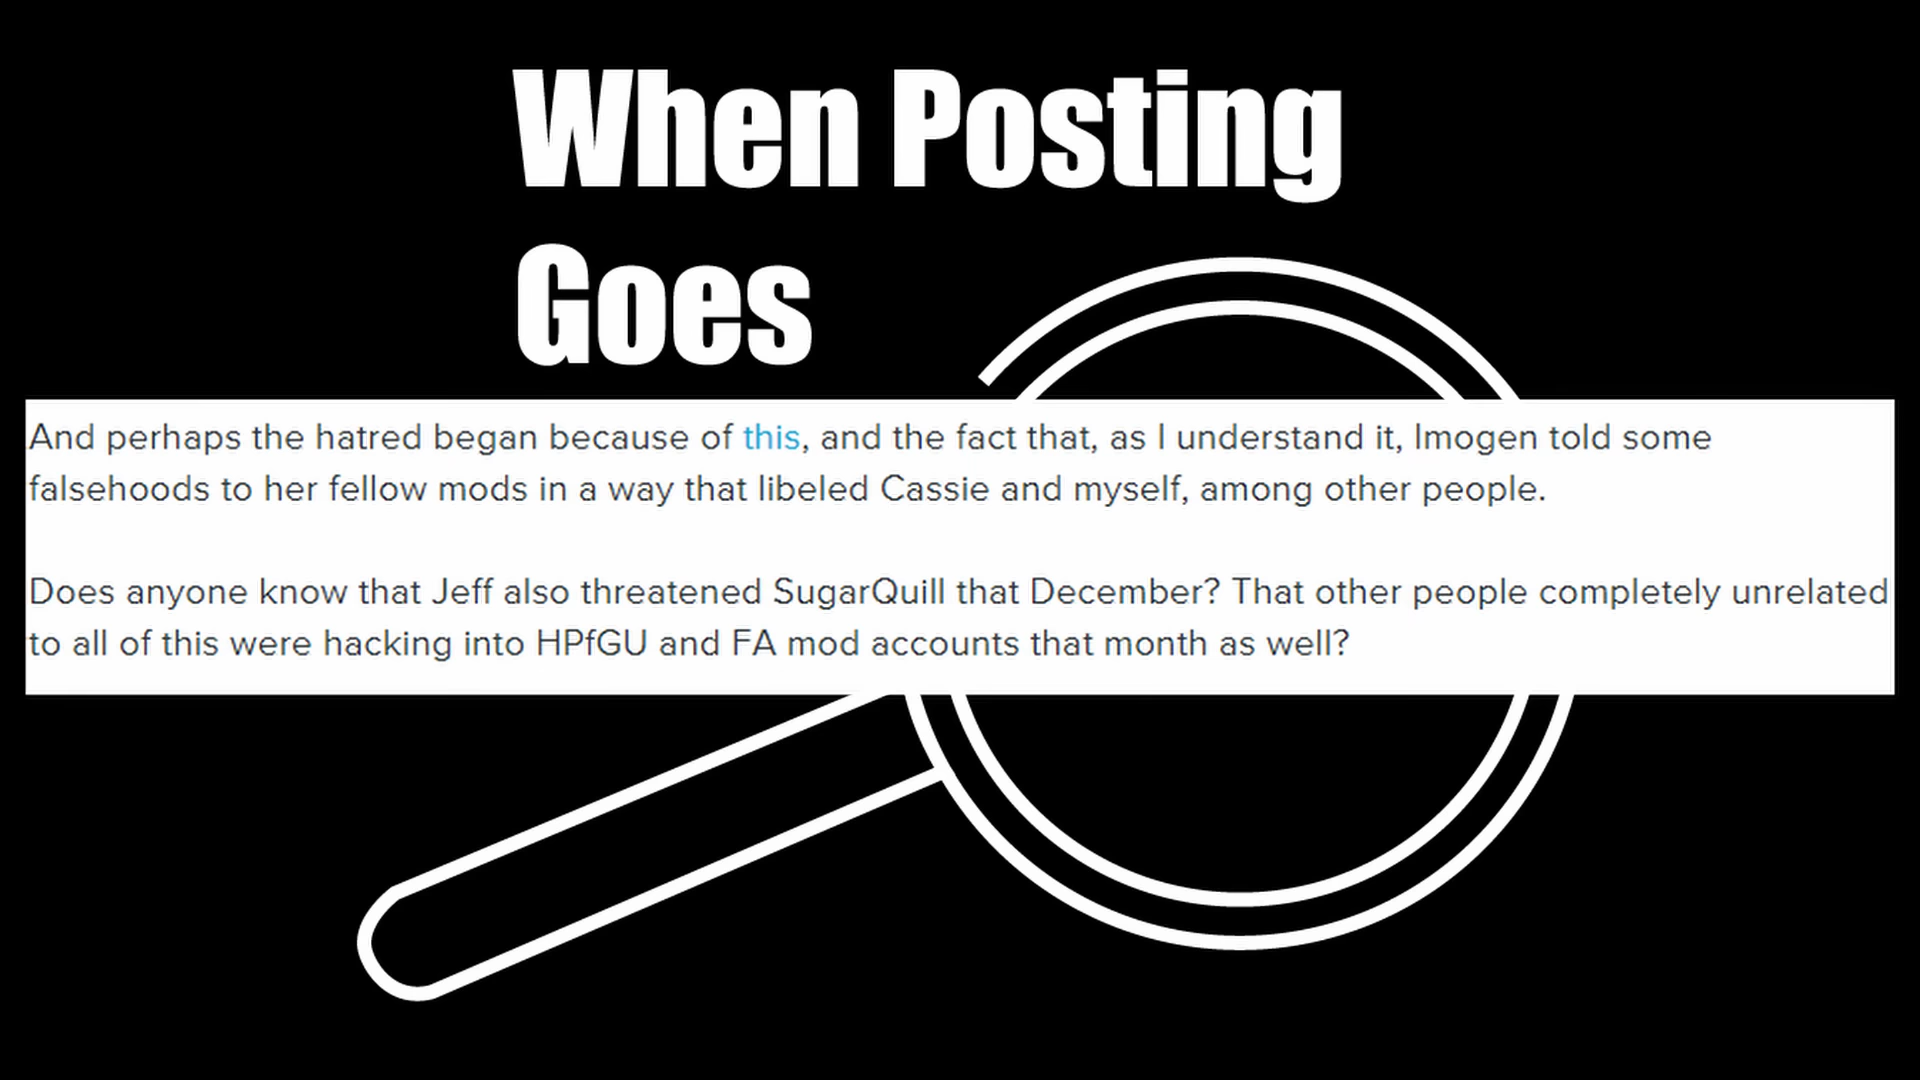 When Posting
Goes
And perhaps the hatred began because of this, and the fact that, as I understand it, Imogen told some
falsehoods to her fellow mods in a way that libeled Cassie and myself, among other people.
Does anyone know that Jeff also threatened SugarQuill that December? That other people completely unrelated
to all of this were hacking into HPfGU and FA mod accounts that month as well?